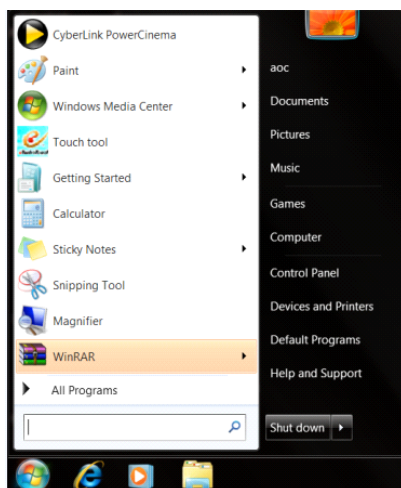 CyberLink PowerCinema
Paint
Windows Media Center
Touch tool
Getting Started
Calculator
Sticky Notes
Snipping Tool
Magnifier
WinRAR
All Programs
aoc
Documents
Pictures
Music
Games
Computer
Control Panel
Devices and Printers
Default Programs
Help and Support
Shut down